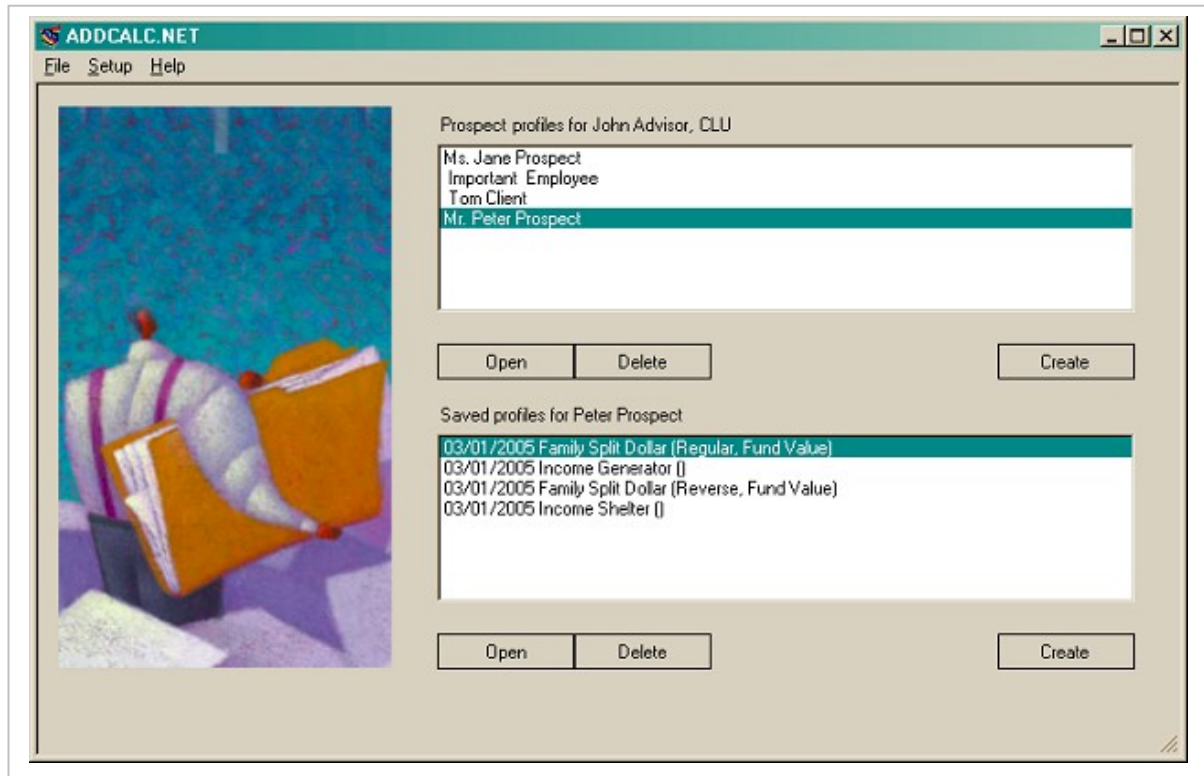 ADDCALC.NET
File Setup Help
Prospect profiles for John Advisor, CLU
Ms. Jane Prospect
Important Employee
Tom Client
Mr. Peter Prospect
Open Delete Create
Saved profiles for Peter Prospect
03/01/2005 Family Split Dollar (Regular, Fund Value)
03/01/2005 Income Generator ()
03/01/2005 Family Split Dollar (Reverse, Fund Value)
03/01/2005 Income Shelter ()
Open Delete Create